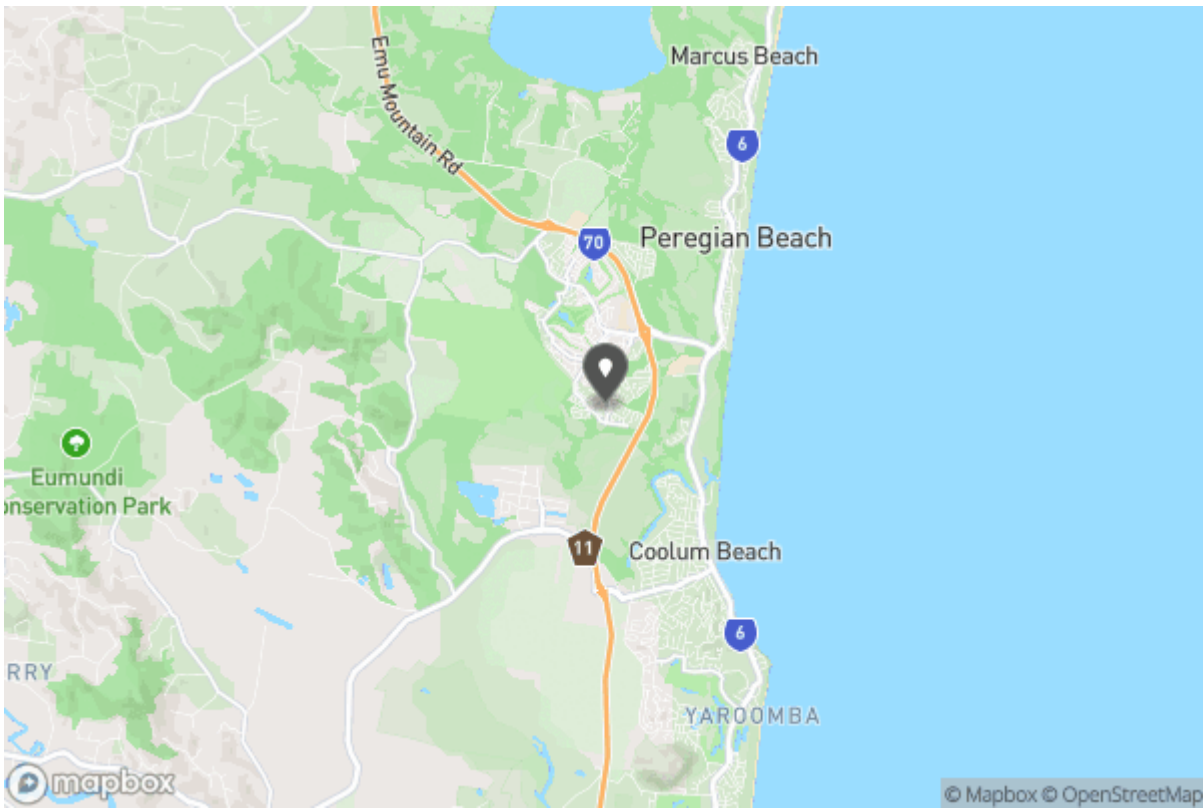 Marcus Beach
Emu Mountain Rd
6
70
Peregian Beach
Eumundi
onservation Park
11
Coolum Beach
6
RRY
YAROOMBA
mapbox
© Mapbox © OpenStreetMap